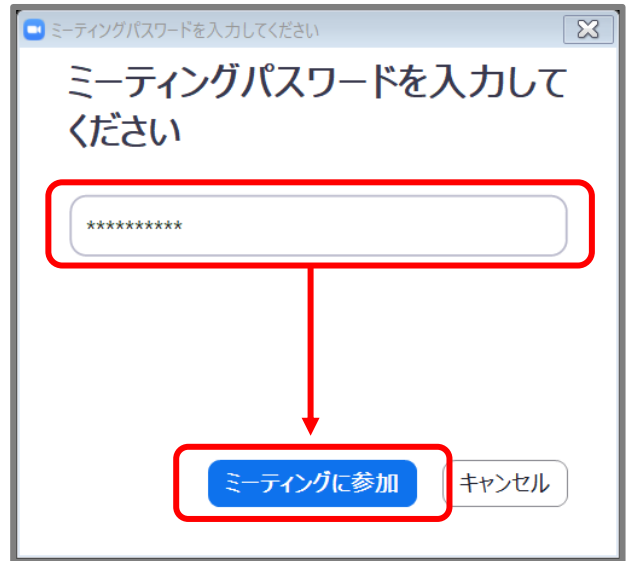 ミーティングパスワードを入力してください
ミーティングパスワードを入力して
ください
**********
ミーティングに参加
キャンセル